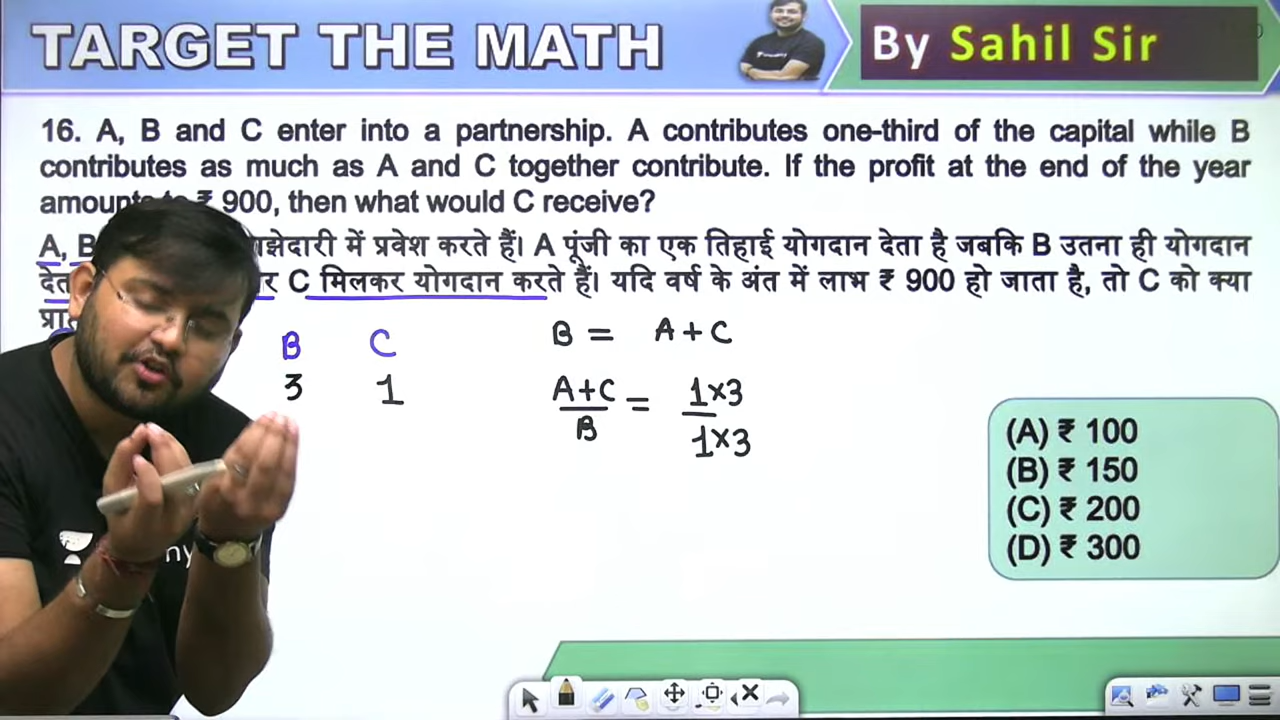 TARGET THE MATH
By Sahil Sir
16. A, B and C enter into a partnership. A contributes one-third of the capital while B
contributes as much as A and C together contribute. If the profit at the end of the year
₹ 900, then what would C receive?
A, B में प्रवेश करते हैं। A पूंजी का एक तिहाई योगदान देता है जबकि B उतना ही योगदान
C मिलकर योगदान करते हैं। यदि वर्ष के अंत में लाभ ₹ 900 हो जाता है, तो C को क्या
B C
3 1
B = A + C
A+C / B = 1×3 / 1×3
(A) ₹ 100
(B) ₹ 150
(C) ₹ 200
(D) ₹ 300